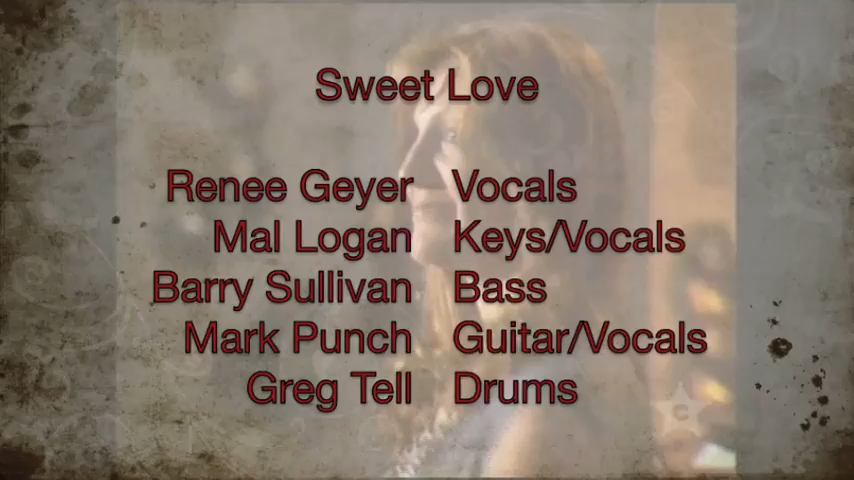 Sweet Love
Renee Geyer Vocals
Mal Logan Keys/Vocals
Barry Sullivan Bass
Mark Punch Guitar/Vocals
Greg Tell Drums